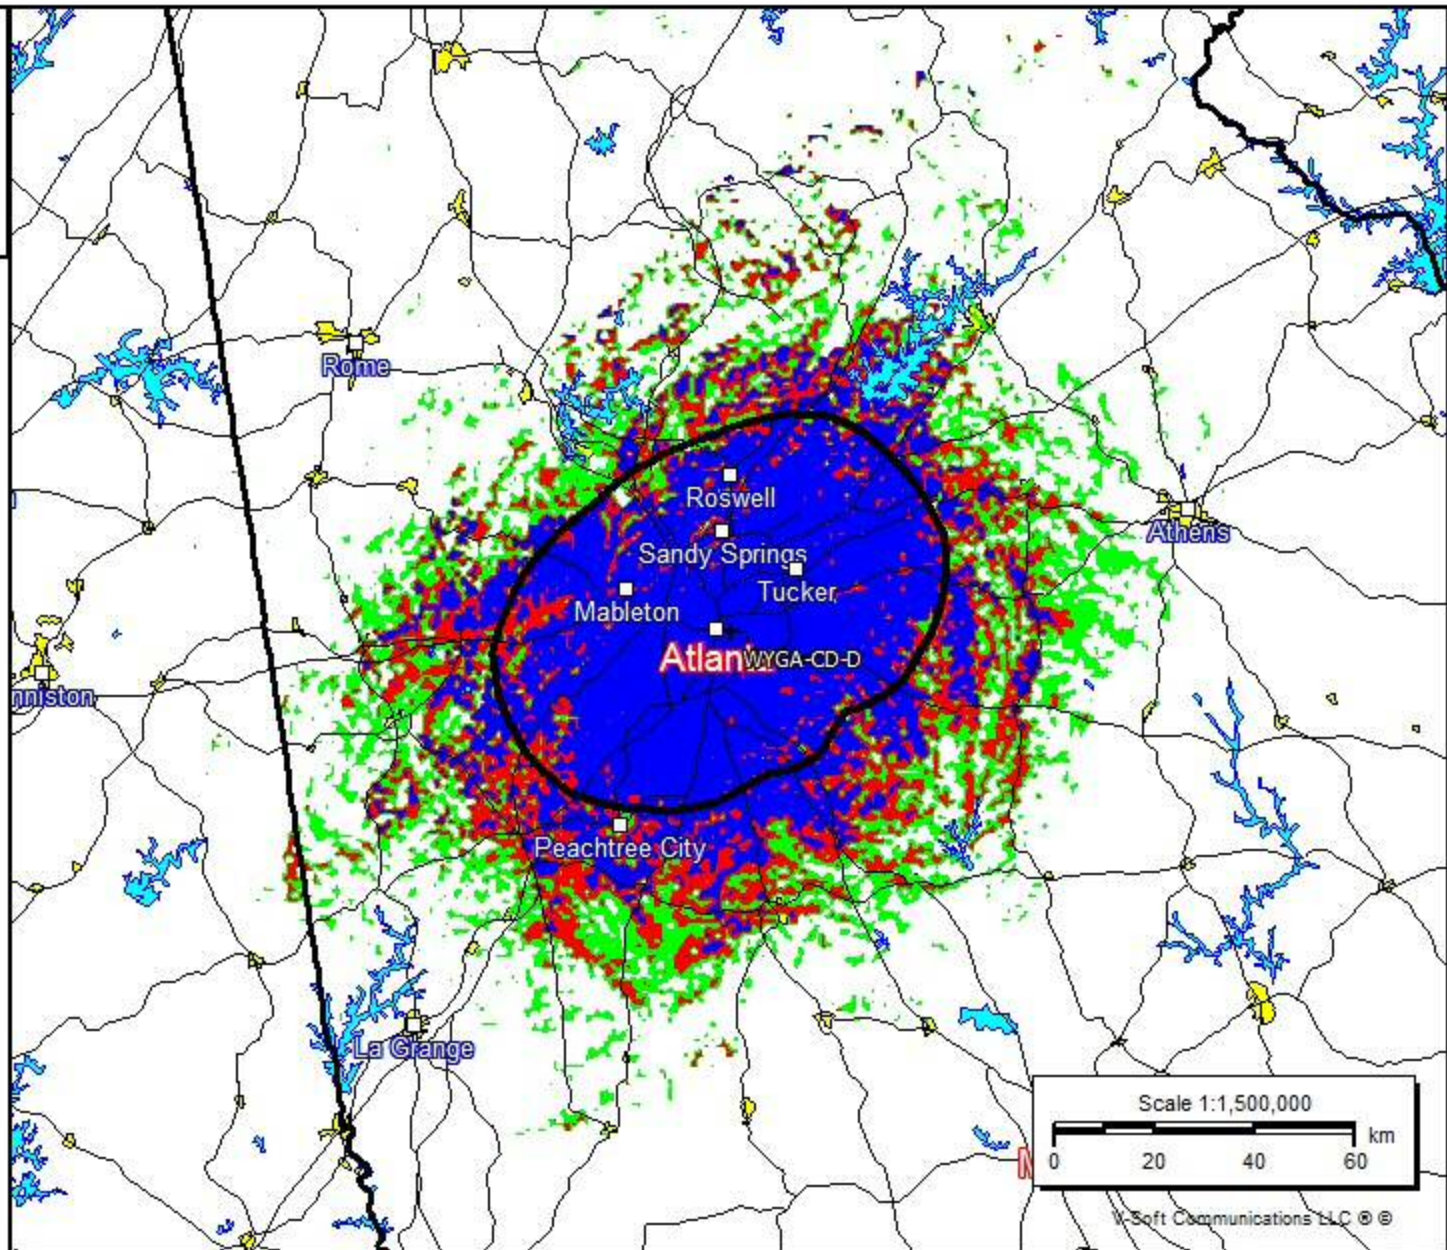 Rome
Roswell
Athens
Sandy Springs
Tucker
Mableton
Atlan
WYGA-CD-D
nniston
Peachtree City
La Grange
Scale 1:1,500,000
km
0 20 40 60
V-Soft Communications LLC ® ©